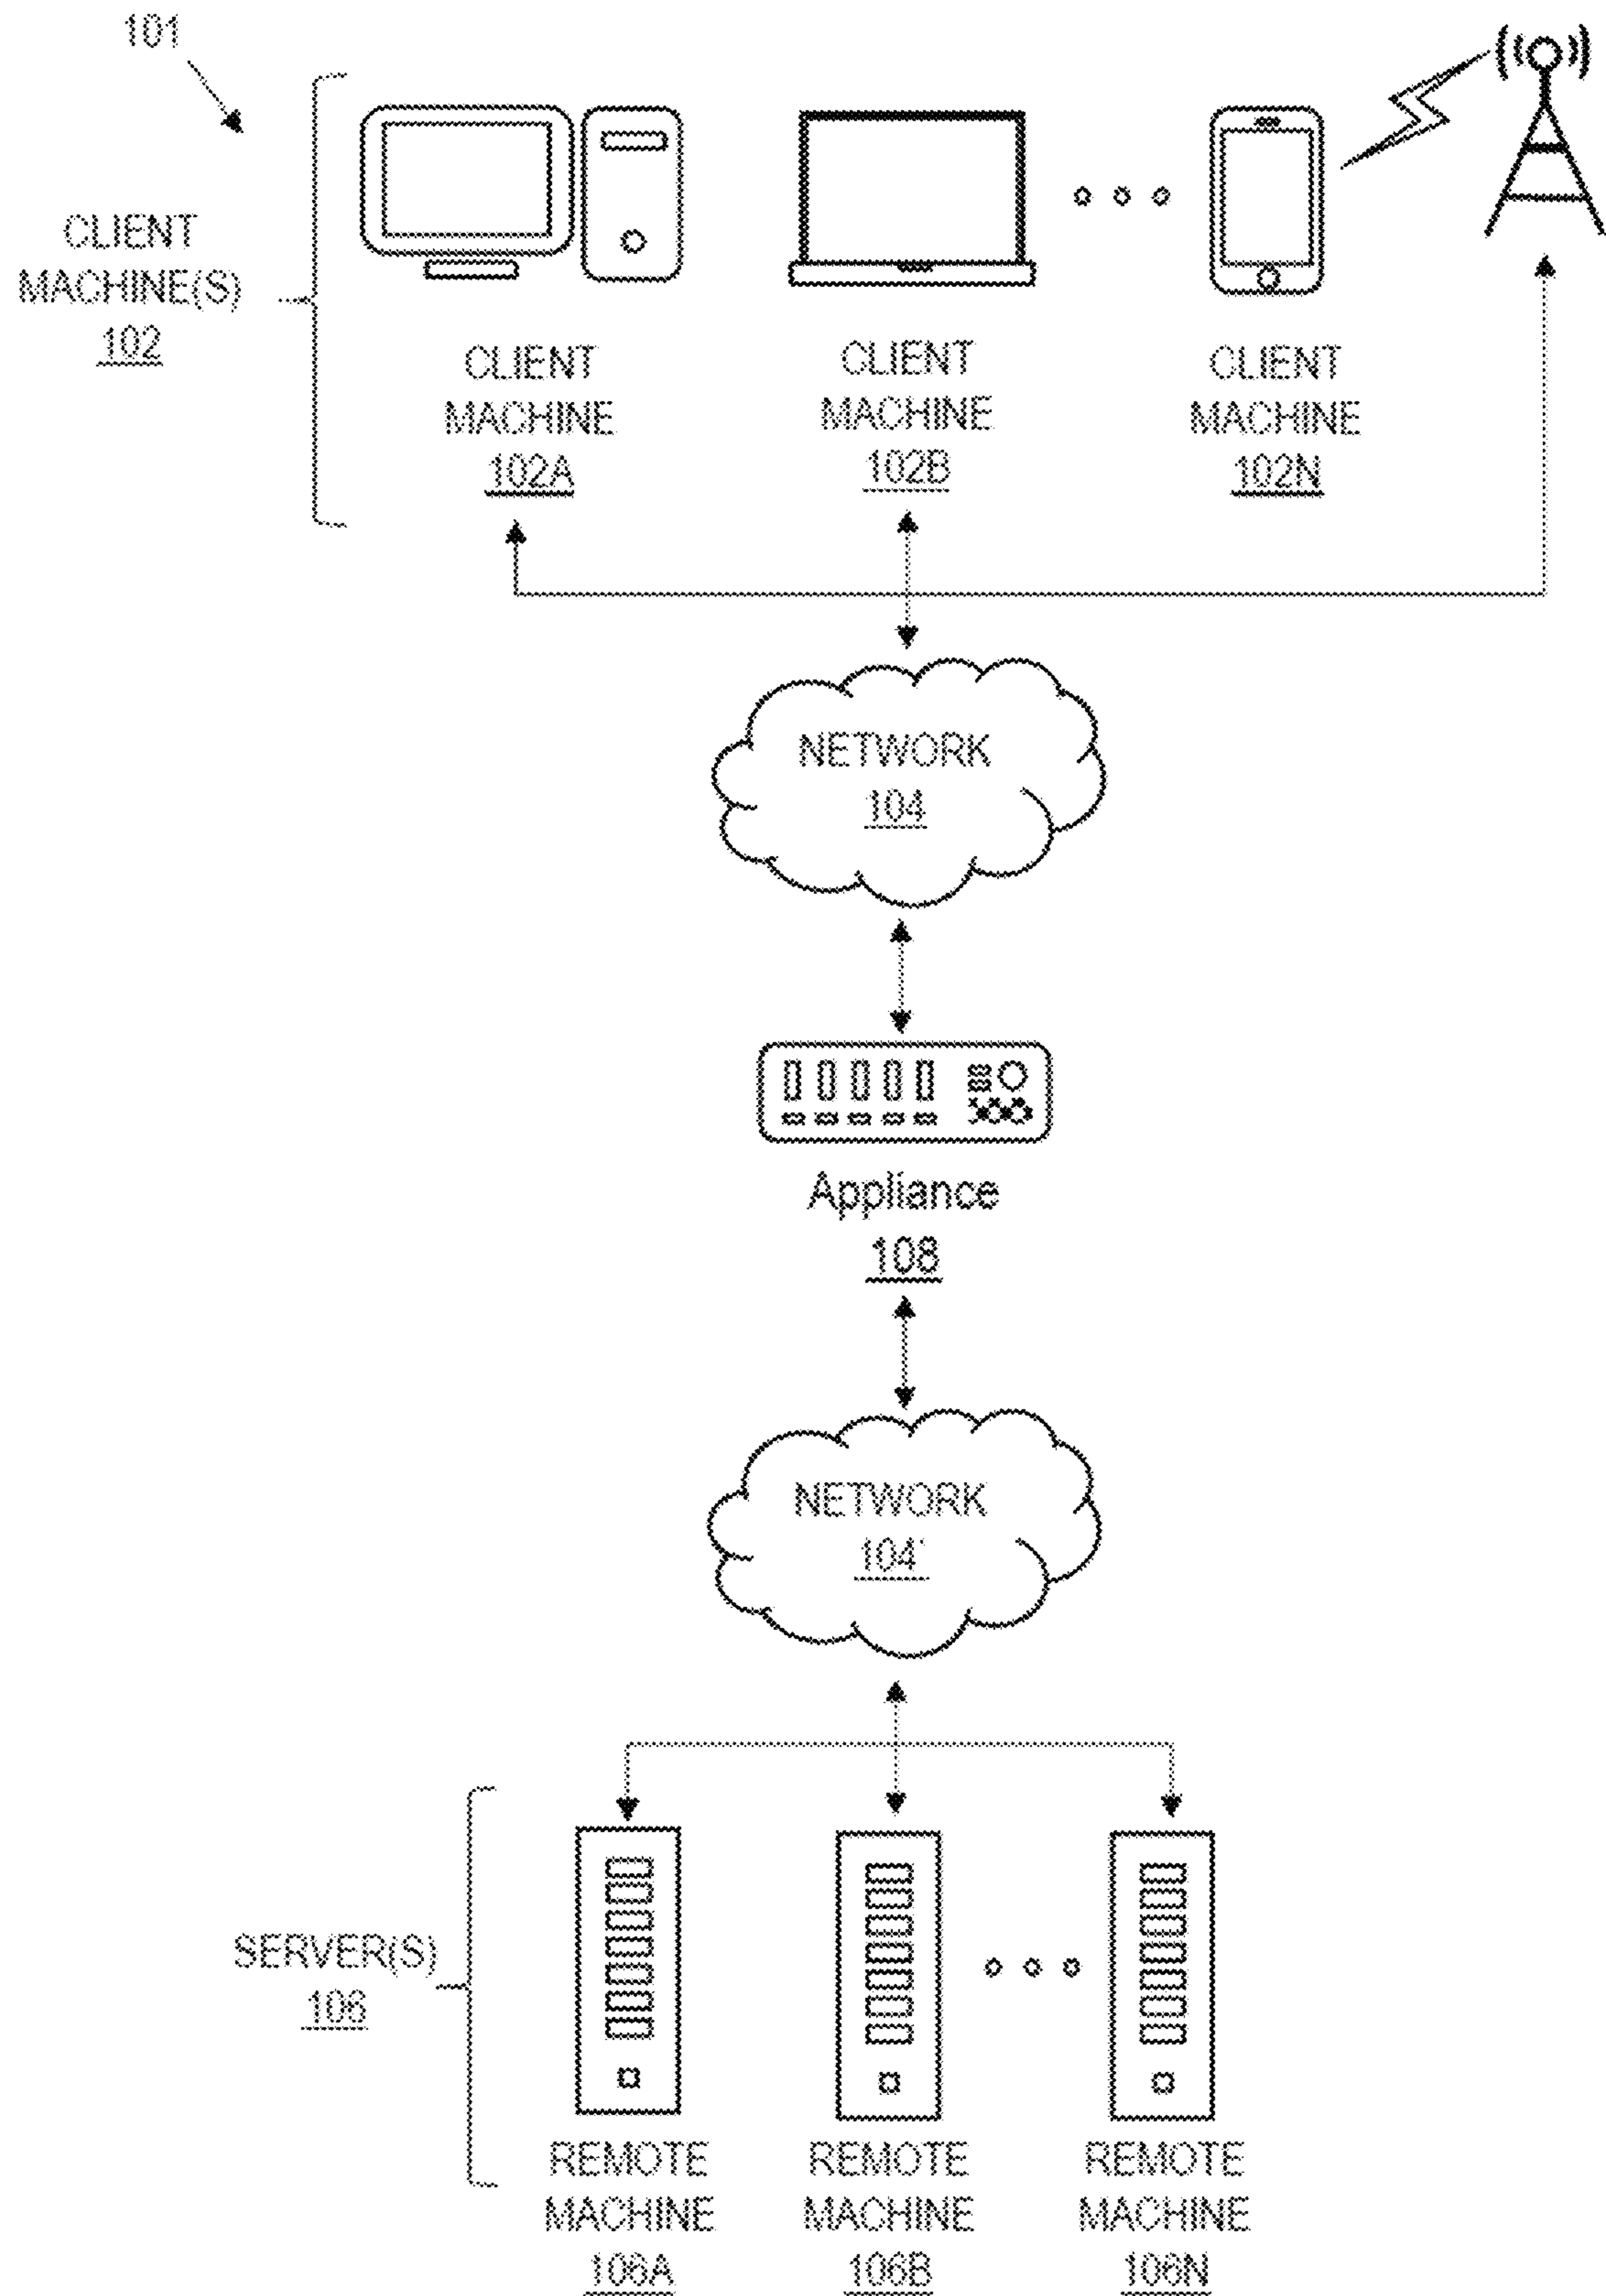 101
CLIENT
MACHINE(S)
102
CLIENT
MACHINE
102A
CLIENT
MACHINE
102B
CLIENT
MACHINE
102N
NETWORK
104
Appliance
108
NETWORK
104'
SERVER(S)
106
REMOTE
MACHINE
106A
REMOTE
MACHINE
106B
REMOTE
MACHINE
106N